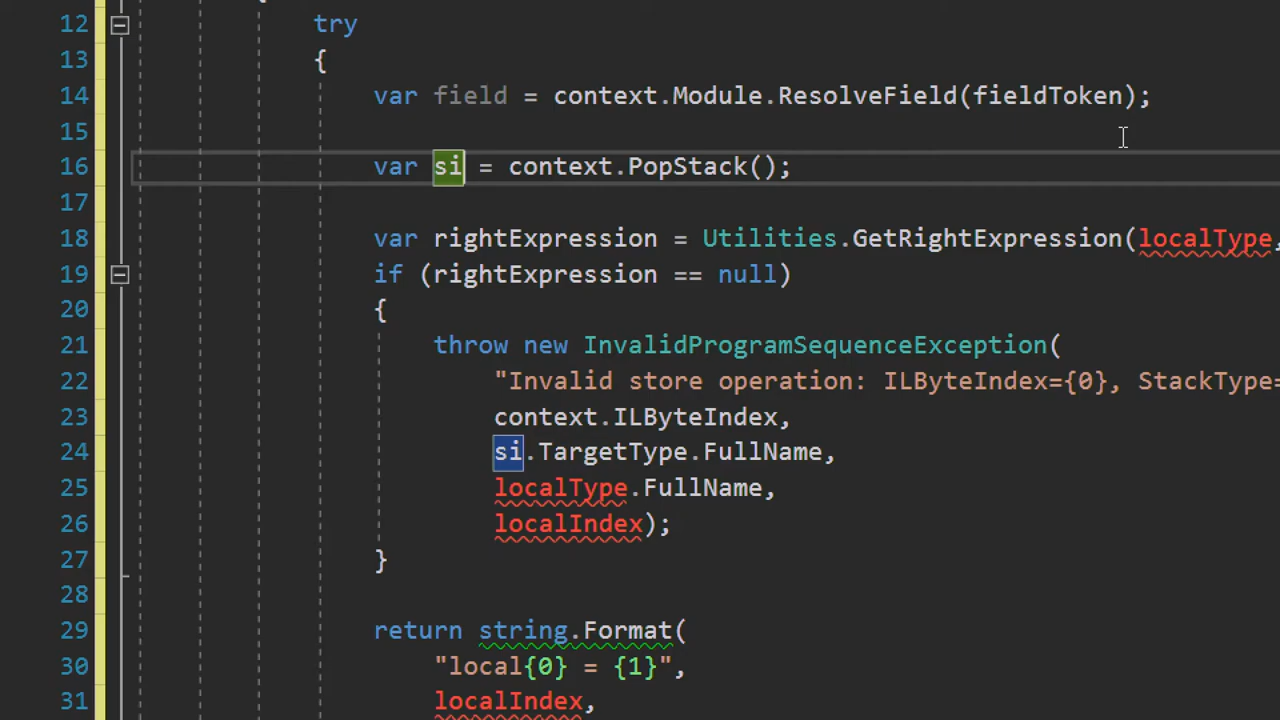 12 try
13 {
14 var field = context.Module.ResolveField(fieldToken);
15
16 var si = context.PopStack();
17
18 var rightExpression = Utilities.GetRightExpression(localType,
19 if (rightExpression == null)
20 {
21 throw new InvalidProgramSequenceException(
22 "Invalid store operation: ILByteIndex={0}, StackType=
23 context.ILByteIndex,
24 si.TargetType.FullName,
25 localType.FullName,
26 localIndex);
27 }
28
29 return string.Format(
30 "local{0} = {1}",
31 localIndex,